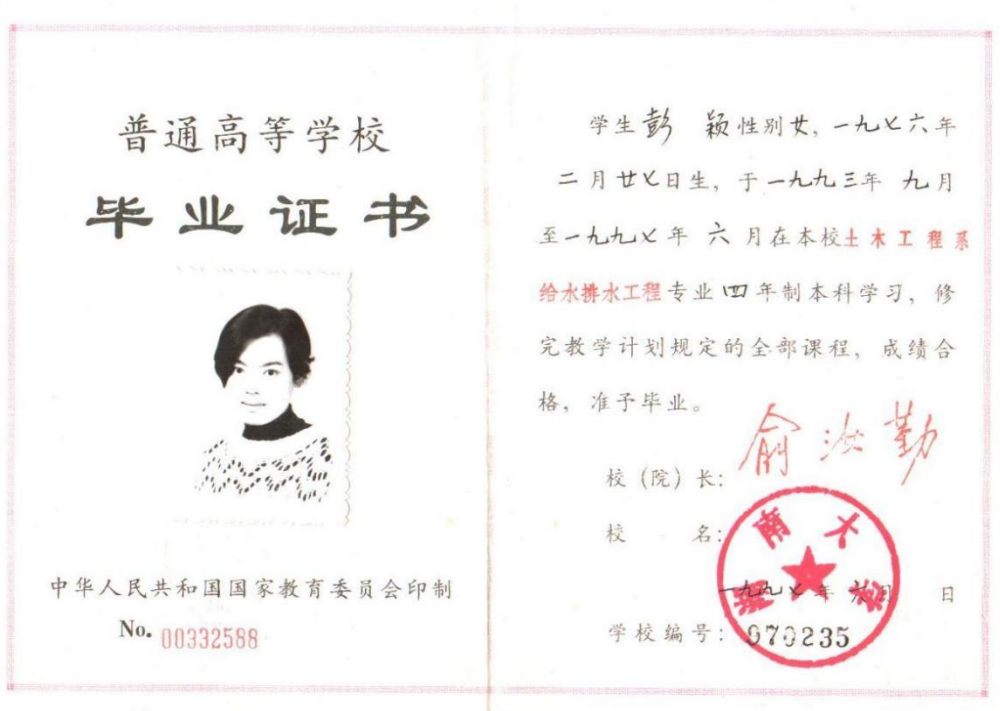 普通高等学校
毕业证书
中华人民共和国国家教育委员会印制
No. 00332588
学生彭 颖性别女，一九七六年
二月廿七日生，于一九九三年 九月
至一九九七年 六 月在本校土木工程系
给水排水工程专业四年制本科学习，修
完教学计划规定的全部课程，成绩合
格，准予毕业。
校（院）长：俞汝勤
校 名：
湖南大学
一九九七年 六月 日
学校编号：970235